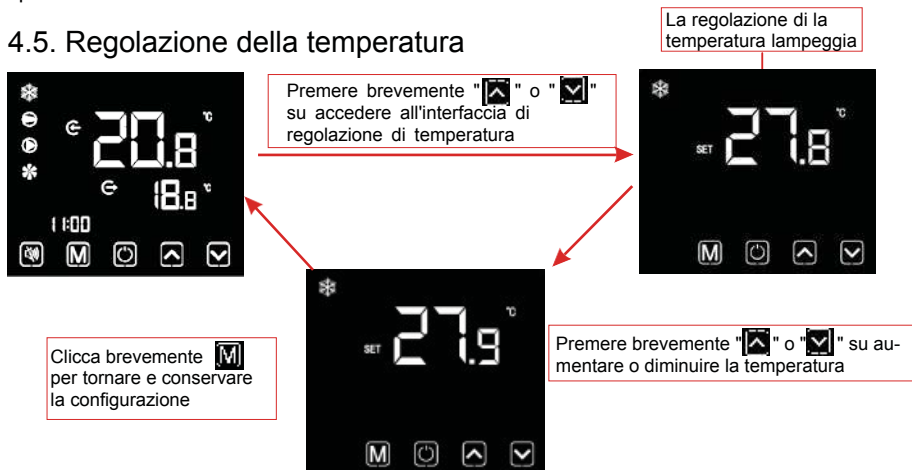 4.5. Regolazione della temperatura
La regolazione di la
temperatura lampeggia
20.8 °C
18.8 °C
11:00
M
Premere brevemente " " o " "
su accedere all'interfaccia di
regolazione di temperatura
SET 27.8 °C
M
Clicca brevemente M
per tornare e conservare
la configurazione
SET 27.9 °C
M
Premere brevemente " " o " " su au-
mentare o diminuire la temperatura